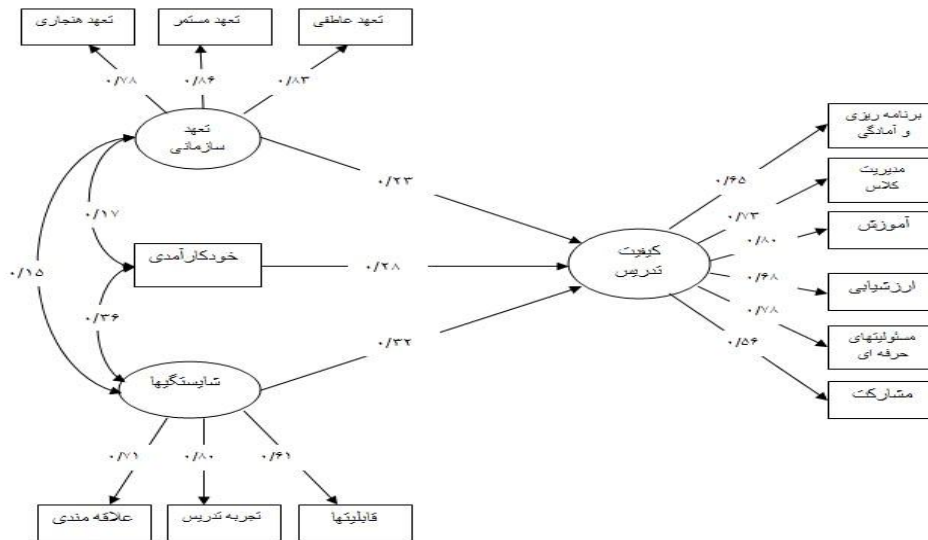 تعهد عاطفی
تعهد مستمر
تعهد هنجاری
۰/۸۳
۰/۸۶
۰/۷۸
تعهد
سازمانی
برنامه ریزی
و آمادگی
۰/۶۵
۰/۲۳
مدیریت
کلاس
۰/۷۳
۰/۱۷
آموزش
۰/۸۰
کیفیت
تدریس
خودکارآمدی
۰/۲۸
۰/۱۵
۰/۶۸
ارزشیابی
۰/۳۶
۰/۷۸
مسئولیتهای
حرفه ای
۰/۳۲
۰/۵۶
شایستگیها
مشارکت
۰/۶۱
۰/۸۰
۰/۷۱
قابلیتها
تجربه تدریس
علاقه مندی